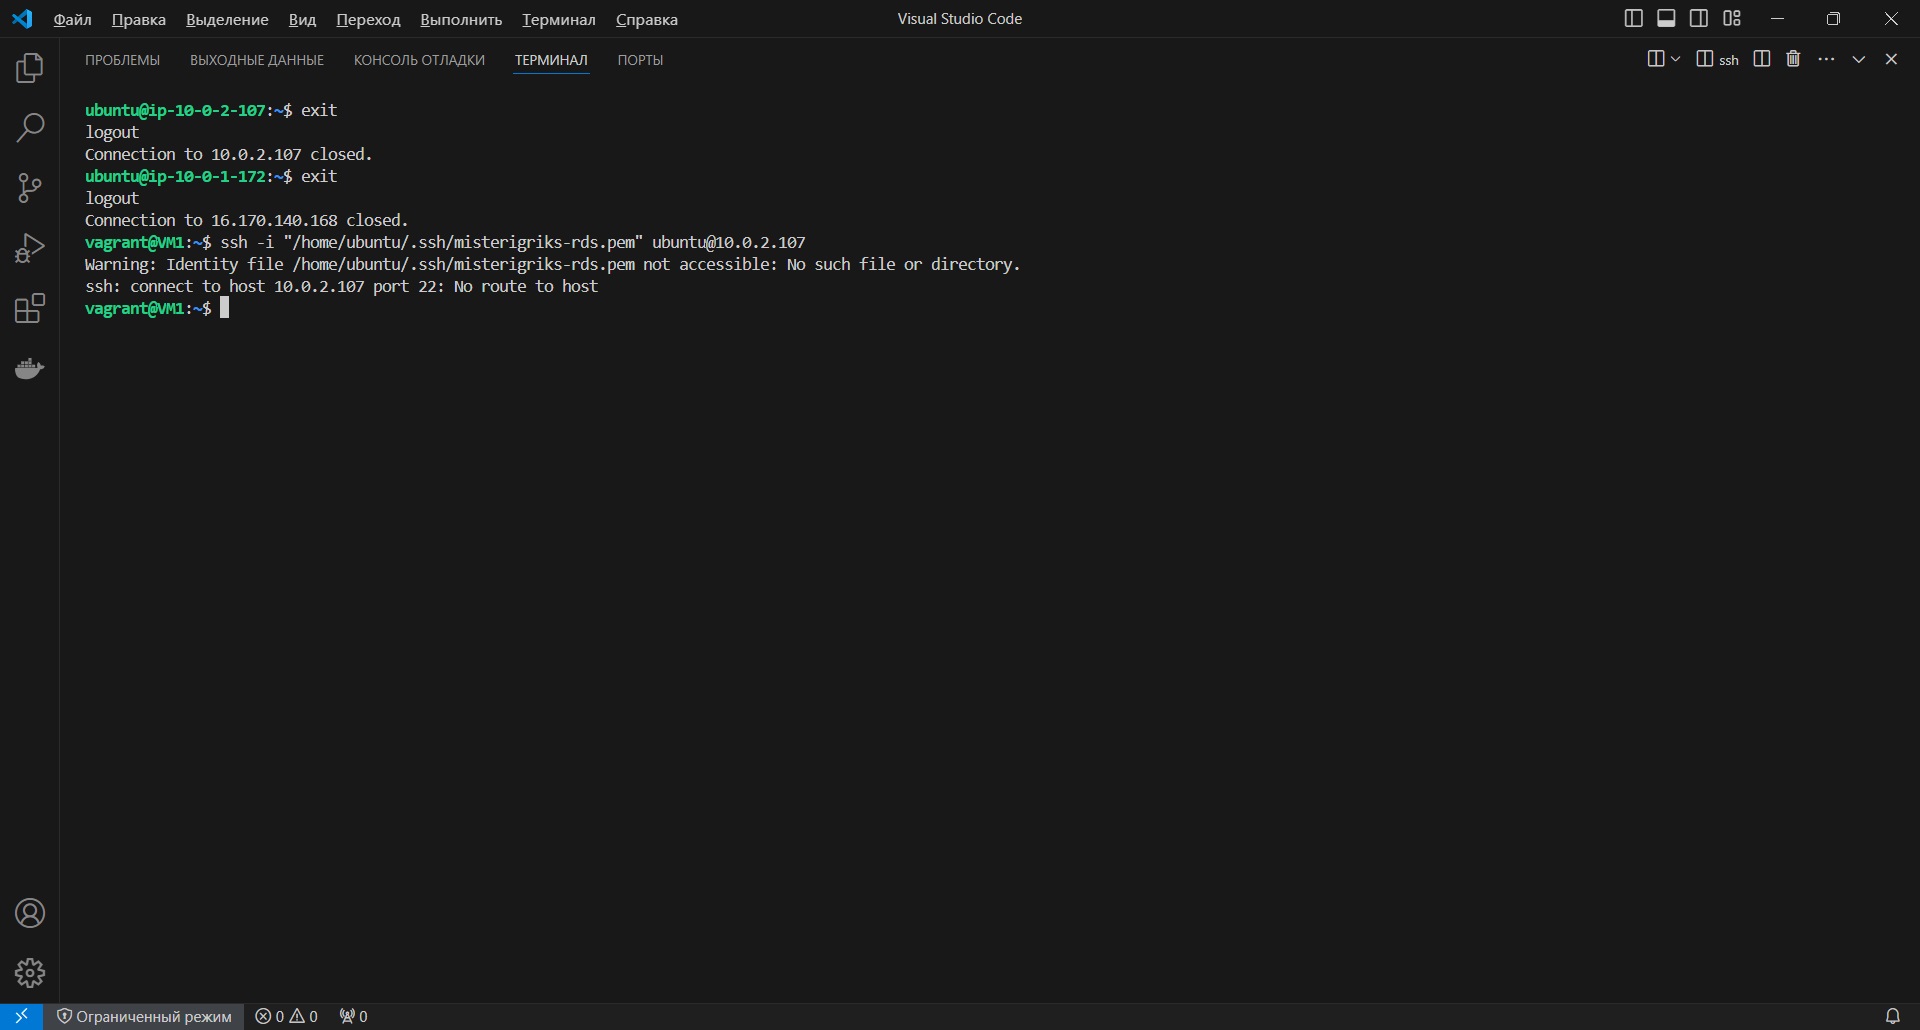 Файл Правка Выделение Вид Переход Выполнить Терминал Справка Visual Studio Code
ПРОБЛЕМЫ ВЫХОДНЫЕ ДАННЫЕ КОНСОЛЬ ОТЛАДКИ ТЕРМИНАЛ ПОРТЫ ssh
ubuntu@ip-10-0-2-107:~$ exit
logout
Connection to 10.0.2.107 closed.
ubuntu@ip-10-0-1-172:~$ exit
logout
Connection to 16.170.140.168 closed.
vagrant@VM1:~$ ssh -i "/home/ubuntu/.ssh/misterigriks-rds.pem" ubuntu@10.0.2.107
Warning: Identity file /home/ubuntu/.ssh/misterigriks-rds.pem not accessible: No such file or directory.
ssh: connect to host 10.0.2.107 port 22: No route to host
vagrant@VM1:~$
Ограниченный режим 0 0 0